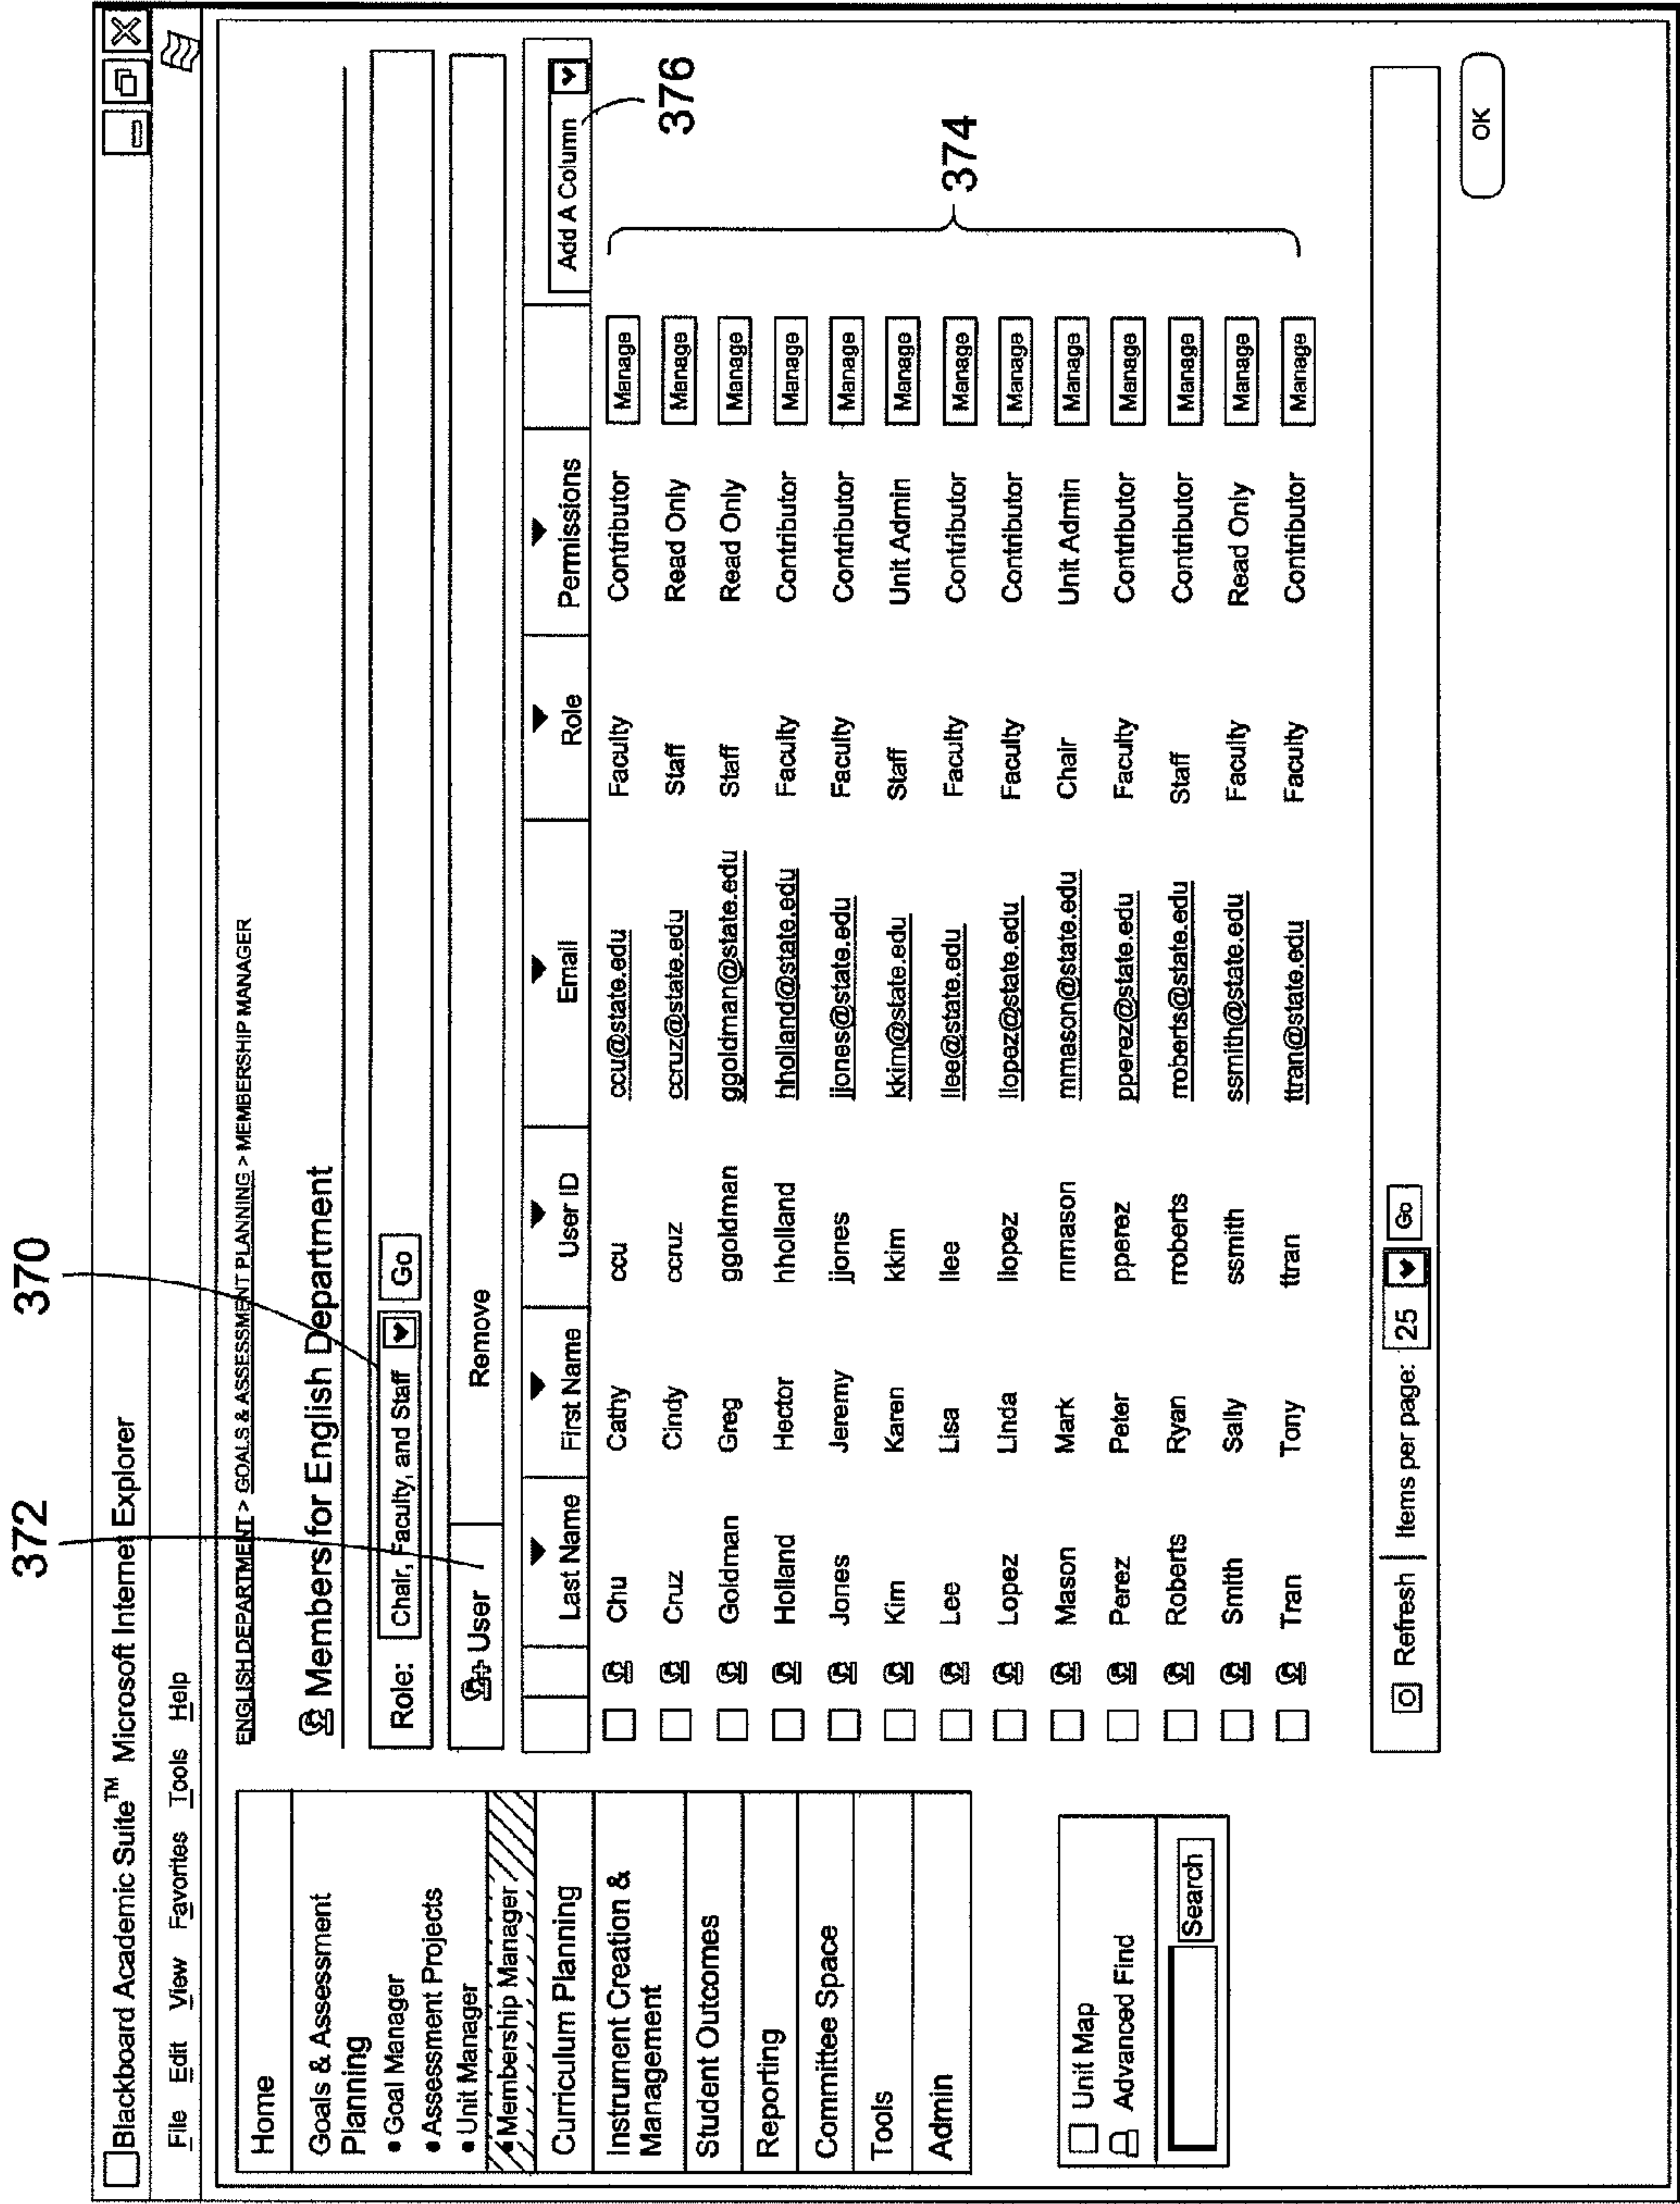 372
370
Blackboard Academic Suite™ Microsoft Internet Explorer
File Edit View Favorites Tools Help
Home
Goals & Assessment
Planning
• Goal Manager
• Assessment Projects
• Unit Manager
• Membership Manager
Curriculum Planning
Instrument Creation &
Management
Student Outcomes
Reporting
Committee Space
Tools
Admin
Unit Map
Advanced Find
Search
ENGLISH DEPARTMENT > GOALS & ASSESSMENT PLANNING > MEMBERSHIP MANAGER
Members for English Department
Role: Chair, Faculty, and Staff Go
User Remove
Last Name First Name User ID Email Role Permissions Add A Column
376
Chu Cathy ccu ccu@state.edu Faculty Contributor Manage
Cruz Cindy ccruz ccruz@state.edu Staff Read Only Manage
Goldman Greg ggoldman ggoldman@state.edu Staff Read Only Manage
Holland Hector hholland hholland@state.edu Faculty Contributor Manage
Jones Jeremy jjones jjones@state.edu Faculty Contributor Manage
Kim Karen kkim kkim@state.edu Staff Unit Admin Manage
Lee Lisa llee llee@state.edu Faculty Contributor Manage
Lopez Linda llopez llopez@state.edu Faculty Contributor Manage
Mason Mark mmason mmason@state.edu Chair Unit Admin Manage
Perez Peter pperez pperez@state.edu Faculty Contributor Manage
Roberts Ryan rroberts rroberts@state.edu Staff Contributor Manage
Smith Sally ssmith ssmith@state.edu Faculty Read Only Manage
Tran Tony ttran ttran@state.edu Faculty Contributor Manage
374
Refresh | Items per page: 25 Go
OK